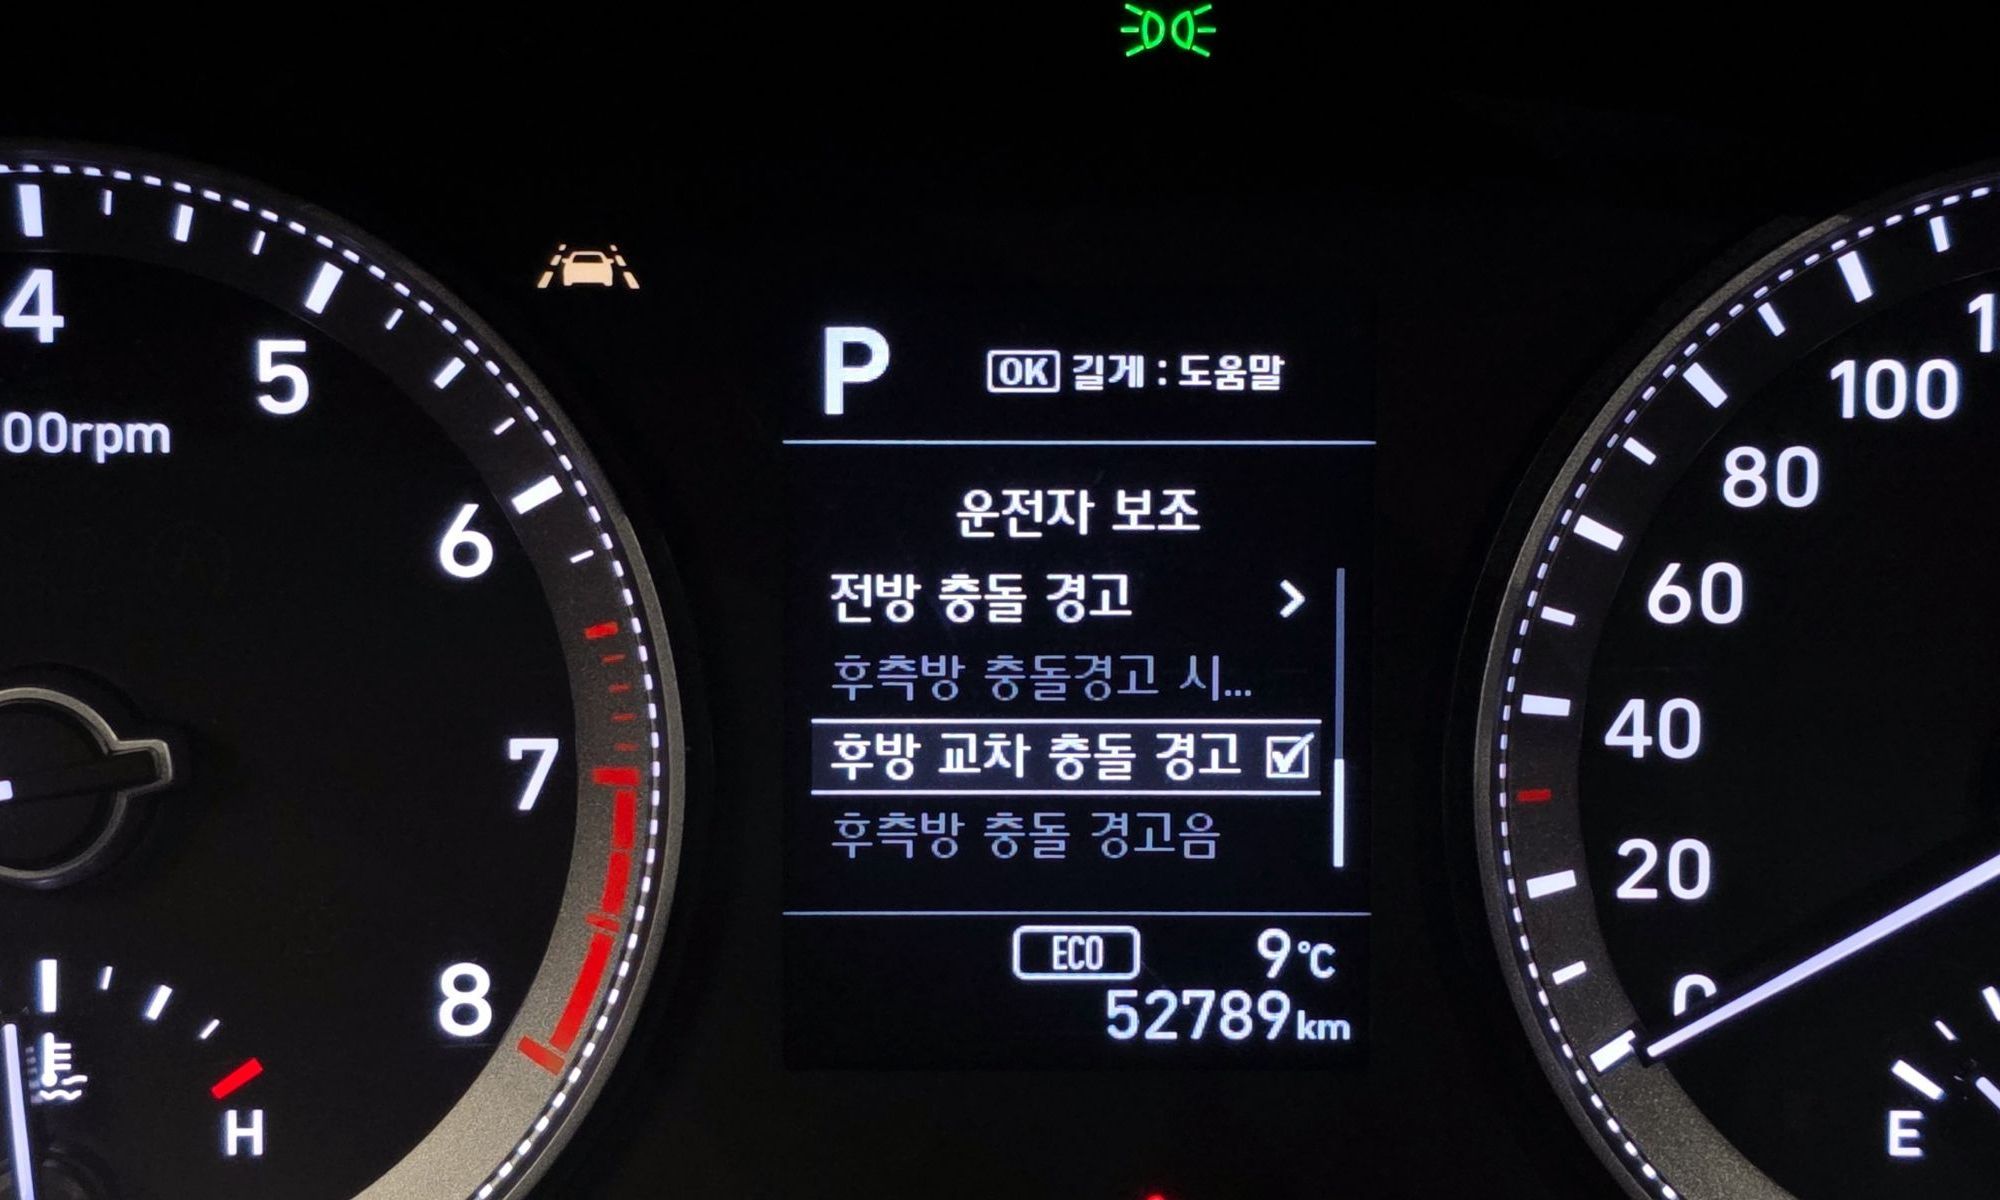 P
OK 길게 : 도움말
운전자 보조
전방 충돌 경고
후측방 충돌경고 시...
후방 교차 충돌 경고
후측방 충돌 경고음
ECO 9°C
52789km
4
5
00rpm
6
7
8
H
100
80
60
40
20
0
E